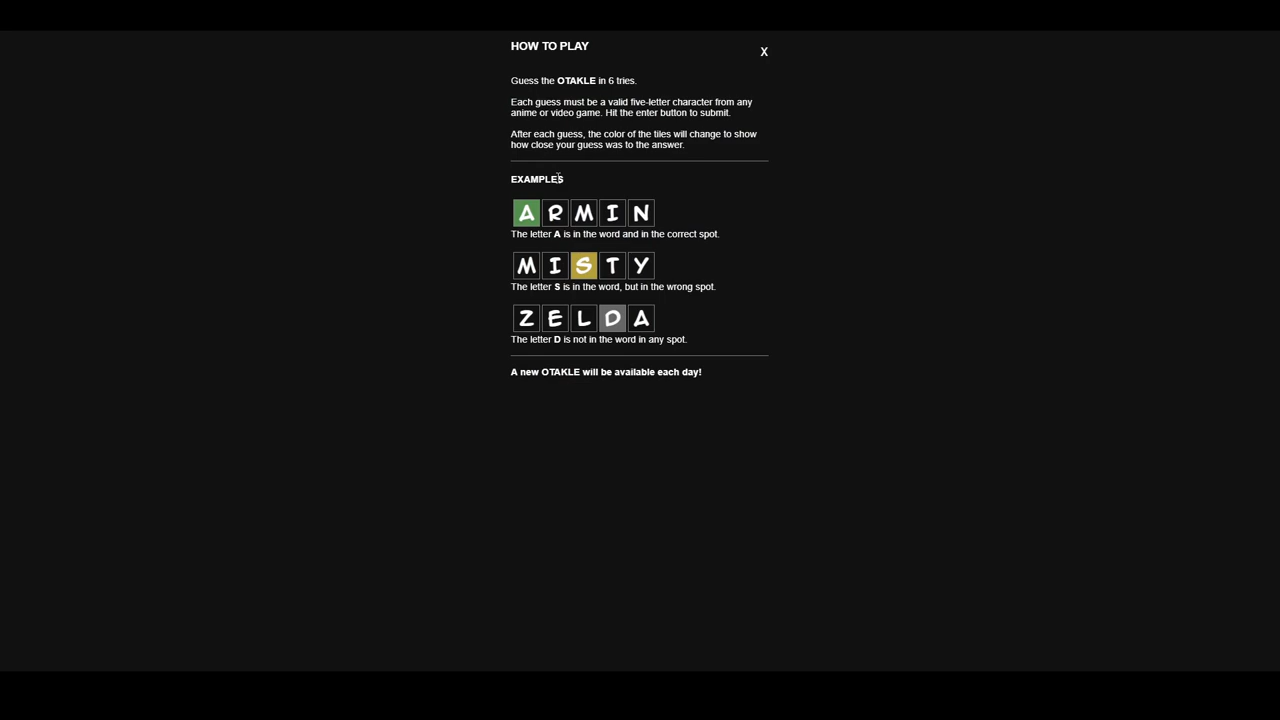 HOW TO PLAY
X
Guess the OTAKLE in 6 tries.
Each guess must be a valid five-letter character from any
anime or video game. Hit the enter button to submit.
After each guess, the color of the tiles will change to show
how close your guess was to the answer.
EXAMPLES
ARMIN
The letter A is in the word and in the correct spot.
MISTY
The letter S is in the word, but in the wrong spot.
ZELDA
The letter D is not in the word in any spot.
A new OTAKLE will be available each day!